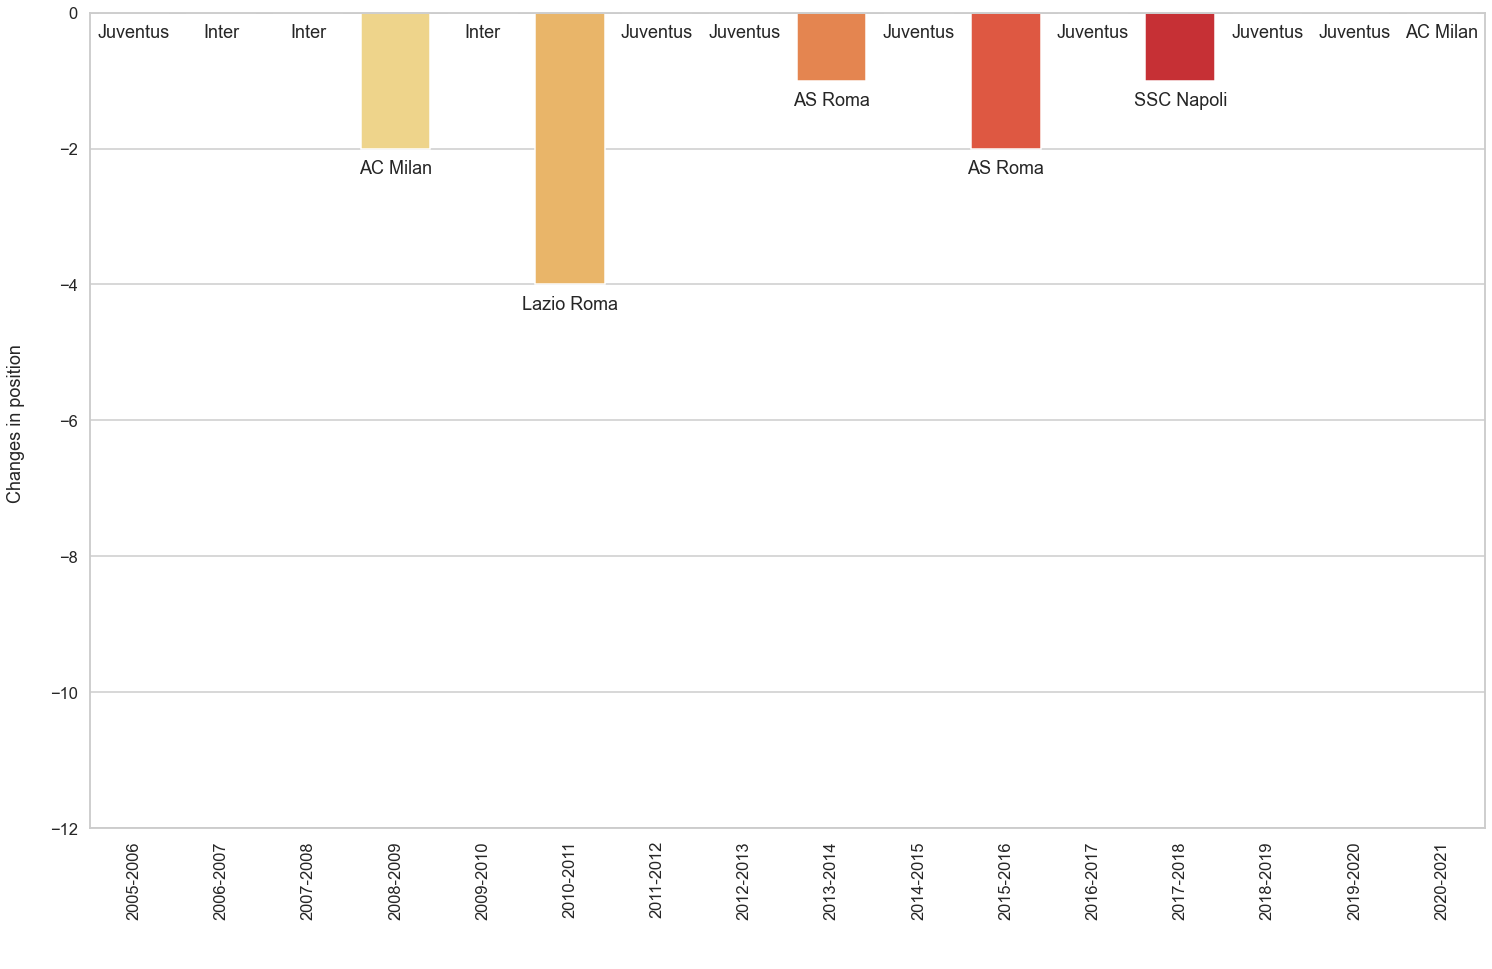 0
Juventus
Inter
Inter
Inter
Juventus
Juventus
Juventus
Juventus
Juventus
Juventus
AC Milan
AS Roma
SSC Napoli
−2
AC Milan
AS Roma
−4
Lazio Roma
Changes in position
−6
−8
−10
−12
2005-2006
2006-2007
2007-2008
2008-2009
2009-2010
2010-2011
2011-2012
2012-2013
2013-2014
2014-2015
2015-2016
2016-2017
2017-2018
2018-2019
2019-2020
2020-2021